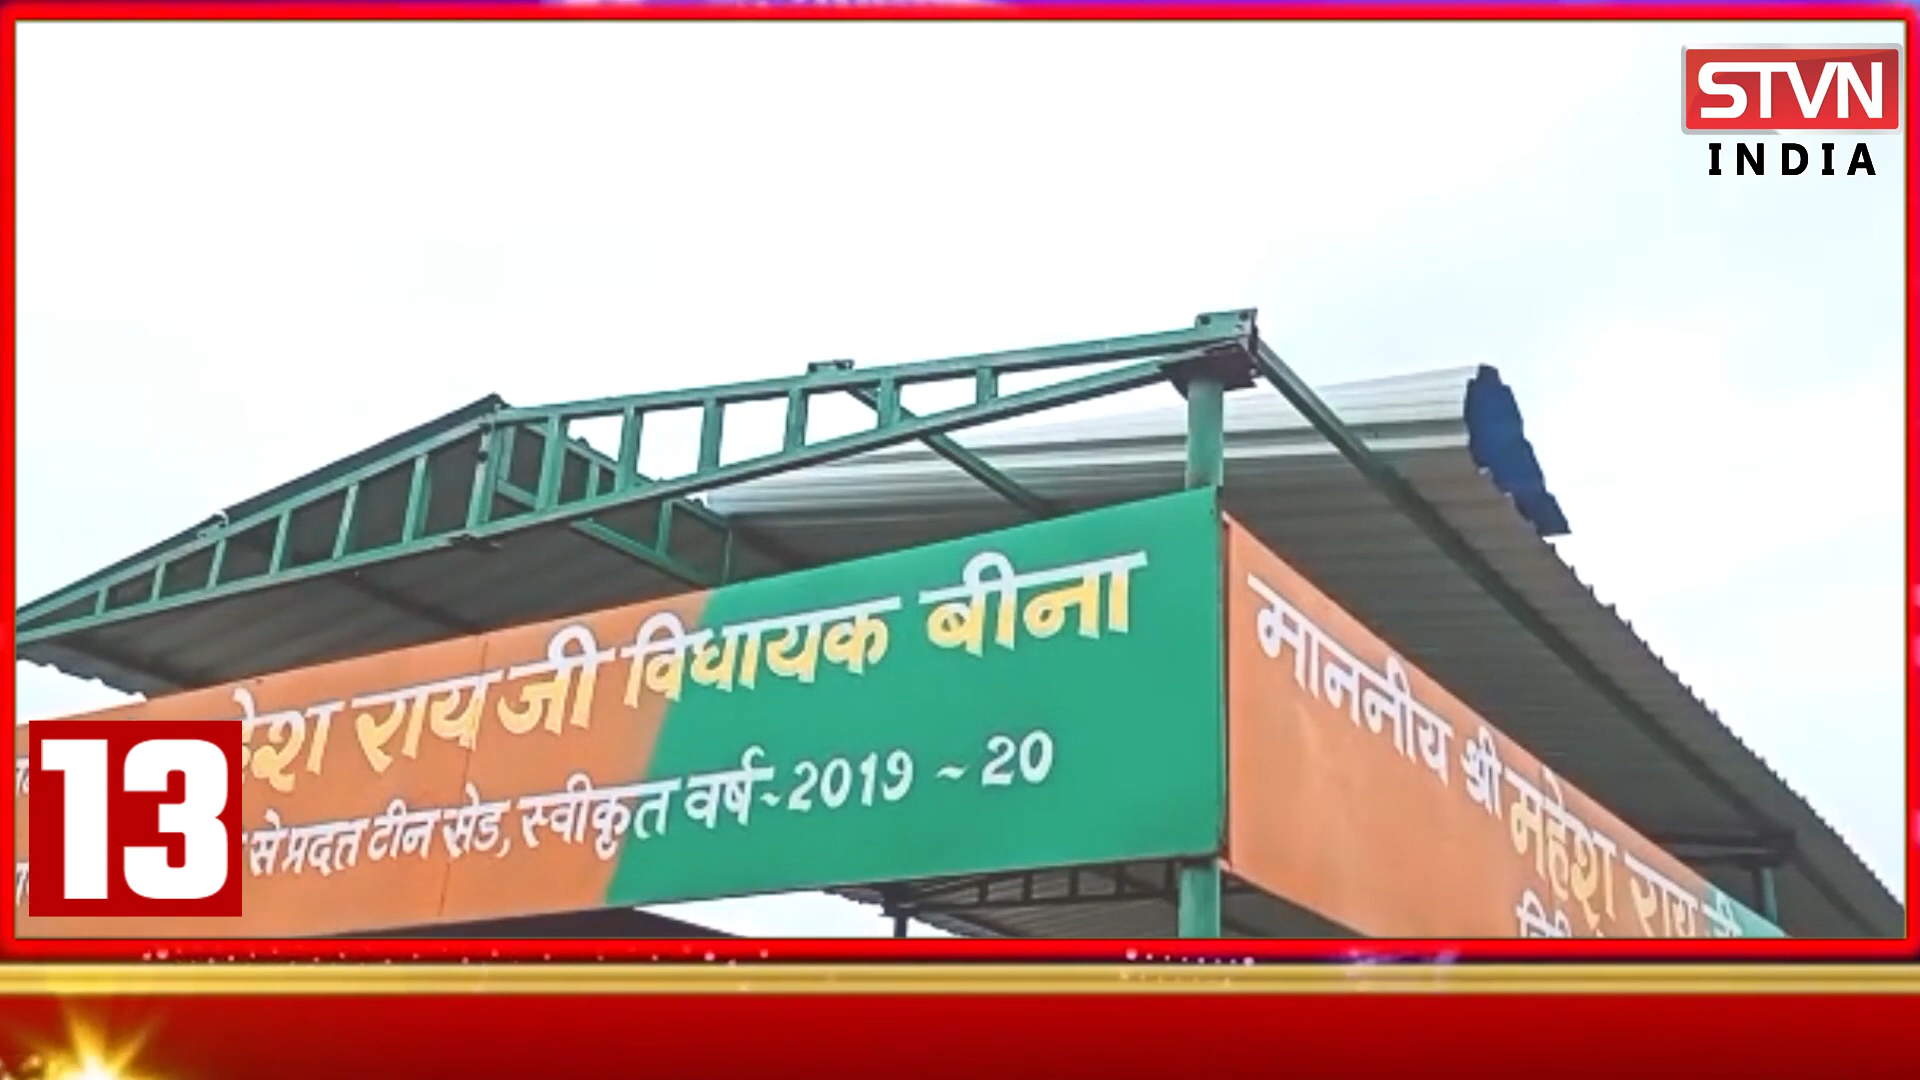 STVN
INDIA
राय जी विधायक बीना
से प्रदत टीन सेड, स्वीकृत वर्ष~2019 ~ 20
माननीय श्री महेश राय जी
13